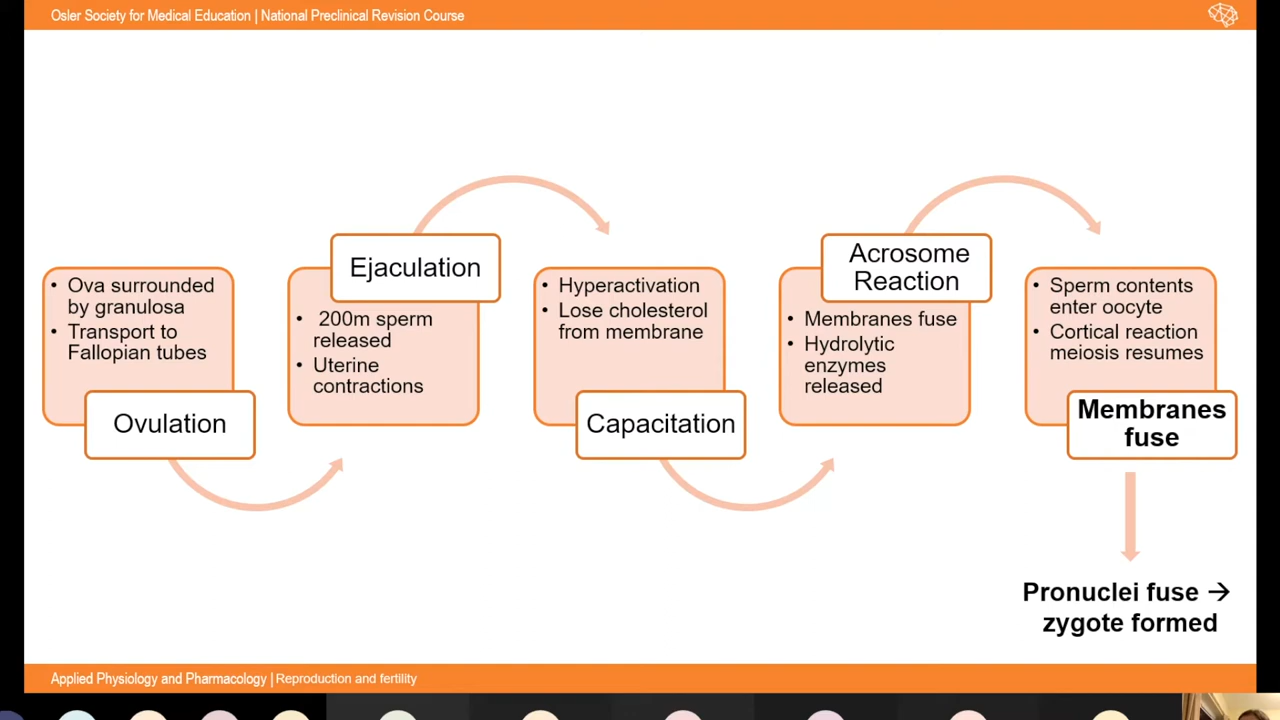 Osler Society for Medical Education | National Preclinical Revision Course
• Ova surrounded
by granulosa
• Transport to
Fallopian tubes
Ovulation
Ejaculation
• 200m sperm
released
• Uterine
contractions
• Hyperactivation
• Lose cholesterol
from membrane
Capacitation
Acrosome
Reaction
• Membranes fuse
• Hydrolytic
enzymes
released
• Sperm contents
enter oocyte
• Cortical reaction
meiosis resumes
Membranes
fuse
Pronuclei fuse →
zygote formed
Applied Physiology and Pharmacology | Reproduction and fertility